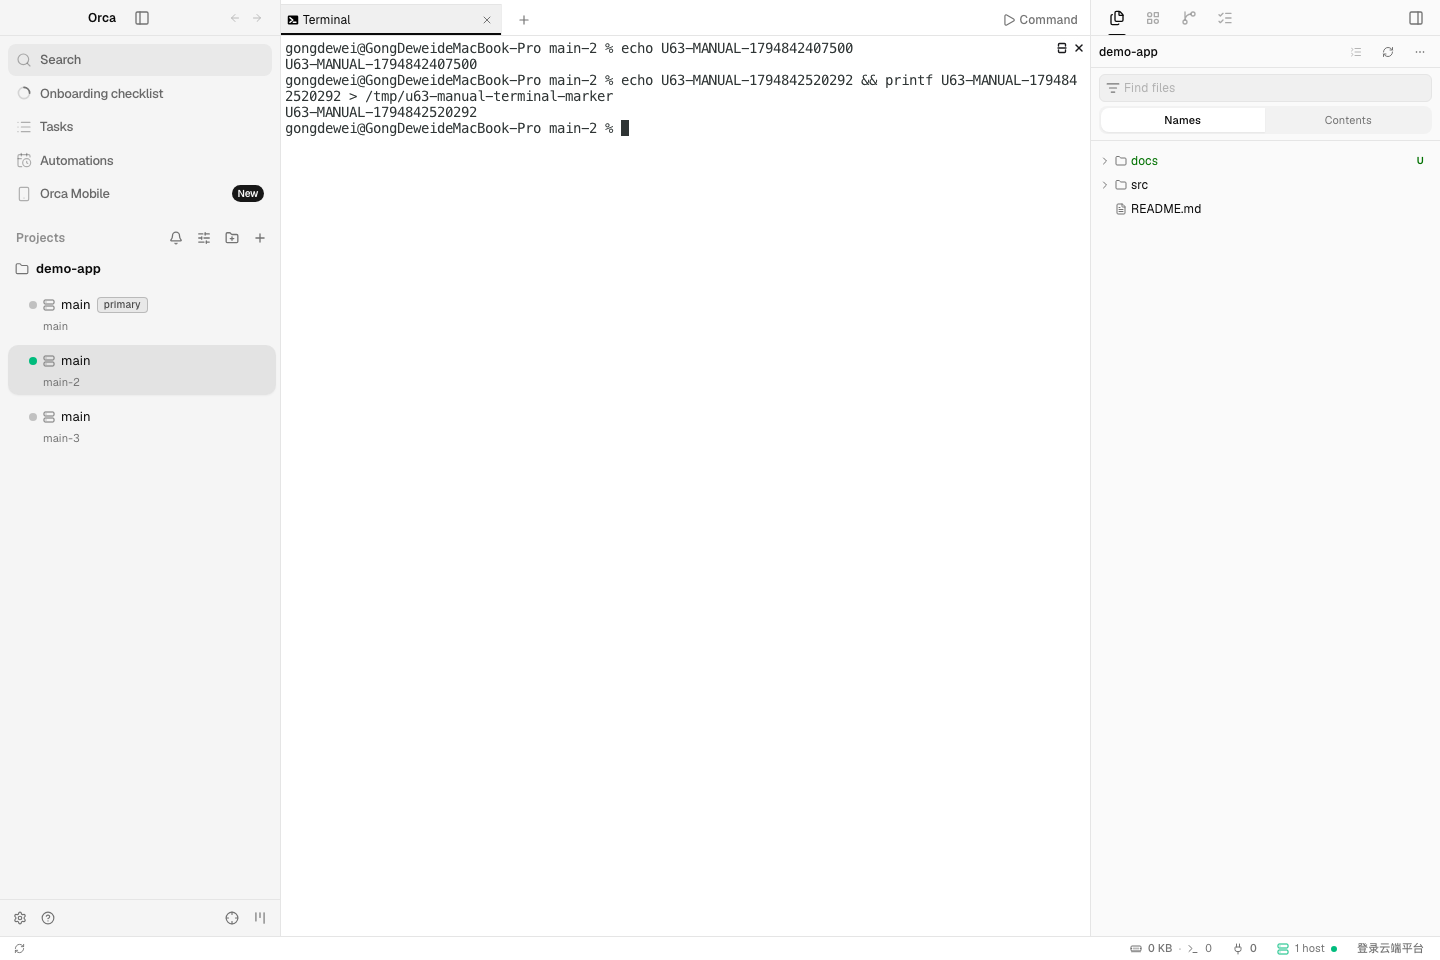 Orca
Search
Onboarding checklist
Tasks
Automations
Orca Mobile New
Projects
demo-app
main primary
main
main
main-2
main
main-3
Terminal
Command
gongdewei@GongDeweideMacBook-Pro main-2 % echo U63-MANUAL-1794842407500
U63-MANUAL-1794842407500
gongdewei@GongDeweideMacBook-Pro main-2 % echo U63-MANUAL-1794842520292 && printf U63-MANUAL-179484
2520292 > /tmp/u63-manual-terminal-marker
U63-MANUAL-1794842520292
gongdewei@GongDeweideMacBook-Pro main-2 %
demo-app
Find files
Names Contents
docs U
src
README.md
0 KB · 0 0 1 host 登录云端平台